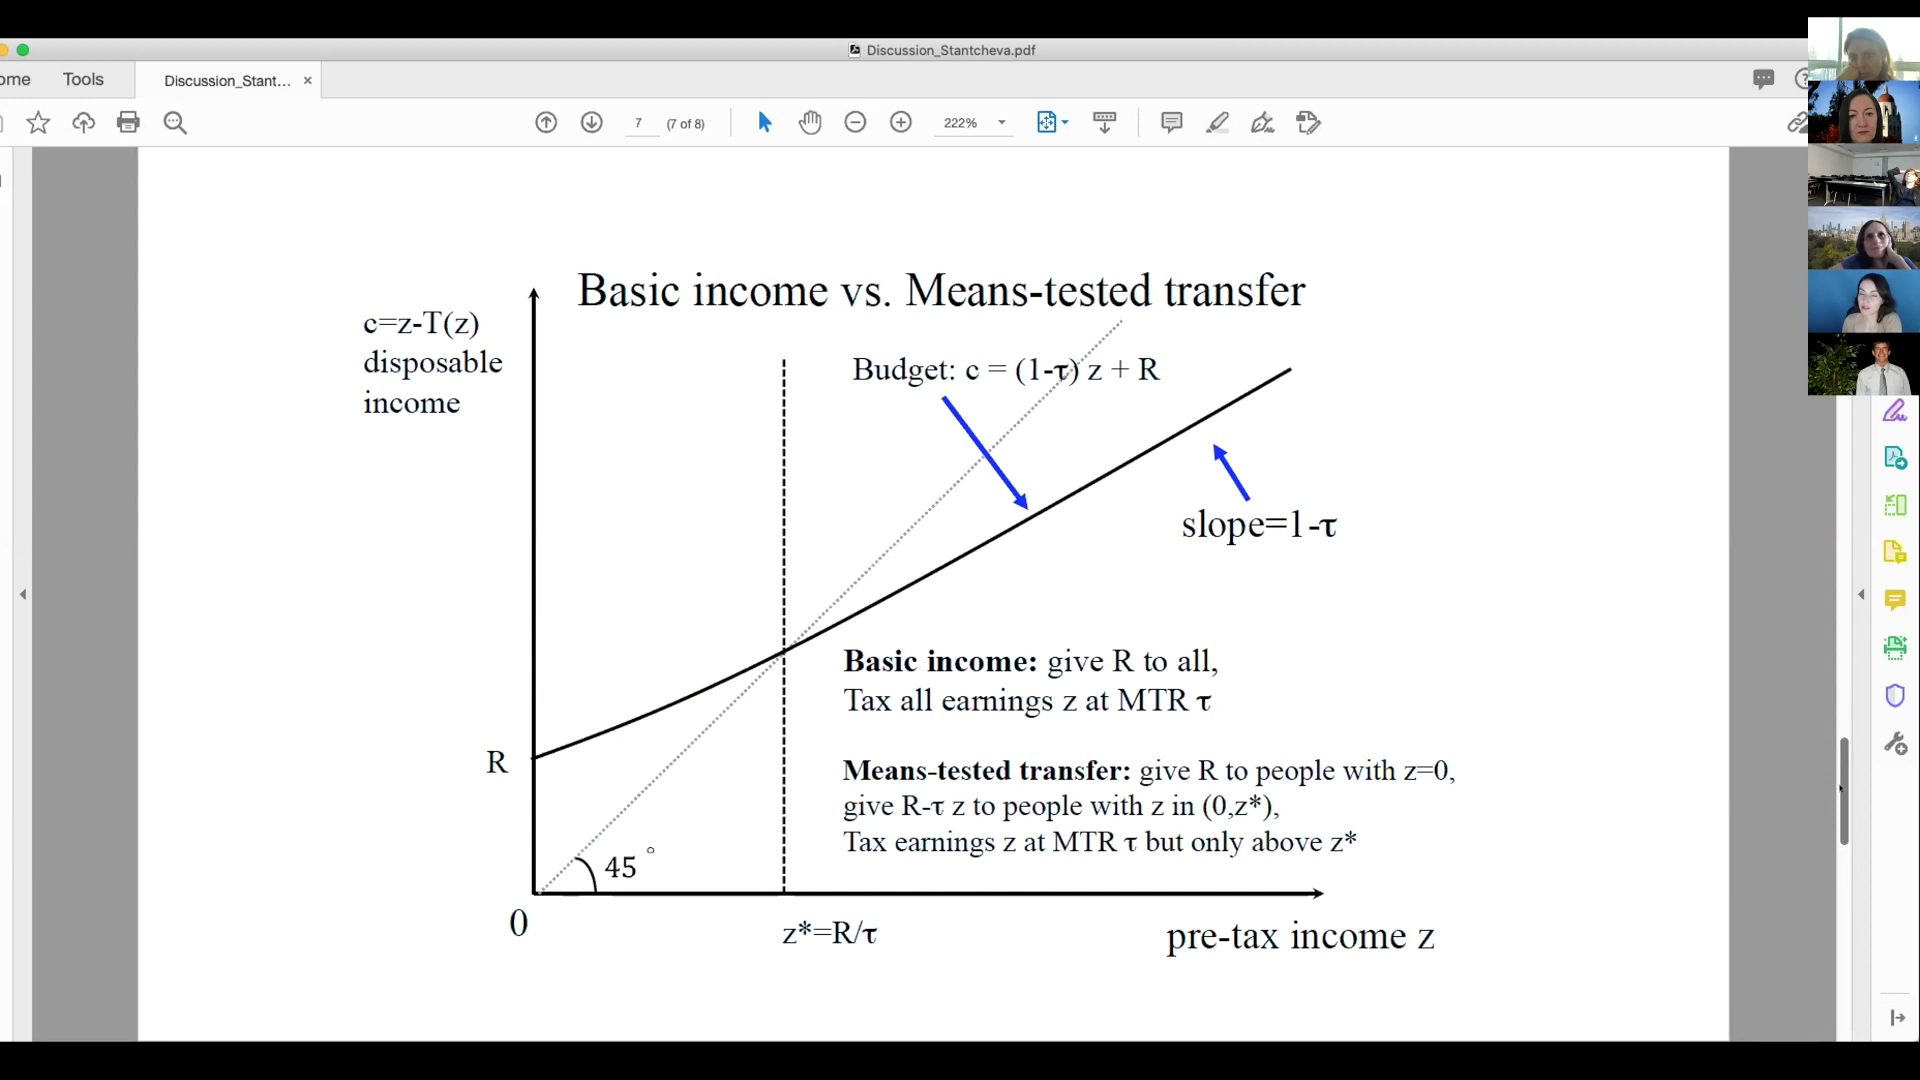 Discussion_Stantcheva.pdf
ome
Tools
Discussion_Stant... ×
7
(7 of 8)
222%
Basic income vs. Means-tested transfer
c=z-T(z)
disposable
income
Budget: c = (1-τ) z + R
slope=1-τ
Basic income: give R to all,
Tax all earnings z at MTR τ
R
Means-tested transfer: give R to people with z=0,
give R-τ z to people with z in (0,z*),
Tax earnings z at MTR τ but only above z*
45°
0
z*=R/τ
pre-tax income z